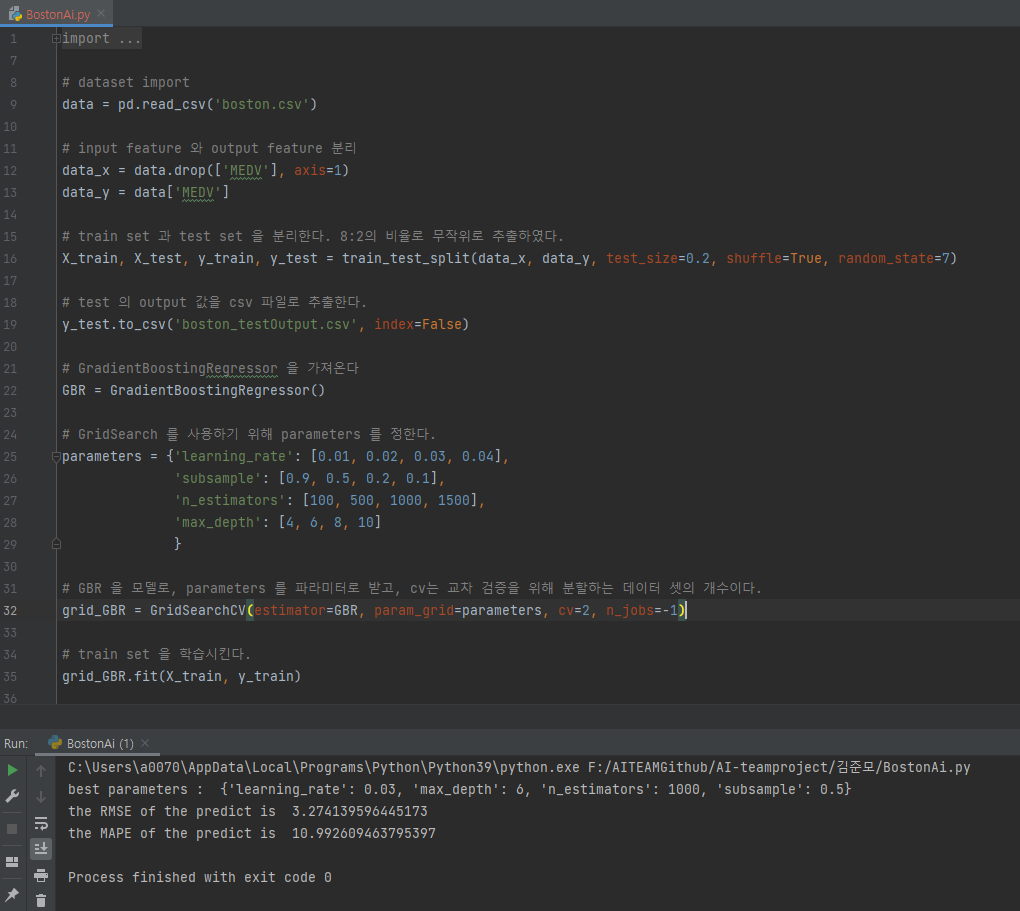 BostonAi.py
1 import ...
7
8 # dataset import
9 data = pd.read_csv('boston.csv')
10
11 # input feature 와 output feature 분리
12 data_x = data.drop(['MEDV'], axis=1)
13 data_y = data['MEDV']
14
15 # train set 과 test set 을 분리한다. 8:2의 비율로 무작위로 추출하였다.
16 X_train, X_test, y_train, y_test = train_test_split(data_x, data_y, test_size=0.2, shuffle=True, random_state=7)
17
18 # test 의 output 값을 csv 파일로 추출한다.
19 y_test.to_csv('boston_testOutput.csv', index=False)
20
21 # GradientBoostingRegressor 을 가져온다
22 GBR = GradientBoostingRegressor()
23
24 # GridSearch 를 사용하기 위해 parameters 를 정한다.
25 parameters = {'learning_rate': [0.01, 0.02, 0.03, 0.04],
26 'subsample': [0.9, 0.5, 0.2, 0.1],
27 'n_estimators': [100, 500, 1000, 1500],
28 'max_depth': [4, 6, 8, 10]
29 }
30
31 # GBR 을 모델로, parameters 를 파라미터로 받고, cv는 교차 검증을 위해 분할하는 데이터 셋의 개수이다.
32 grid_GBR = GridSearchCV(estimator=GBR, param_grid=parameters, cv=2, n_jobs=-1)
33
34 # train set 을 학습시킨다.
35 grid_GBR.fit(X_train, y_train)
36
Run: BostonAi (1)
C:\Users\a0070\AppData\Local\Programs\Python\Python39\python.exe F:/AITEAMGithub/AI-teamproject/김준모/BostonAi.py
best parameters :  {'learning_rate': 0.03, 'max_depth': 6, 'n_estimators': 1000, 'subsample': 0.5}
the RMSE of the predict is  3.274139596445173
the MAPE of the predict is  10.992609463795397
Process finished with exit code 0